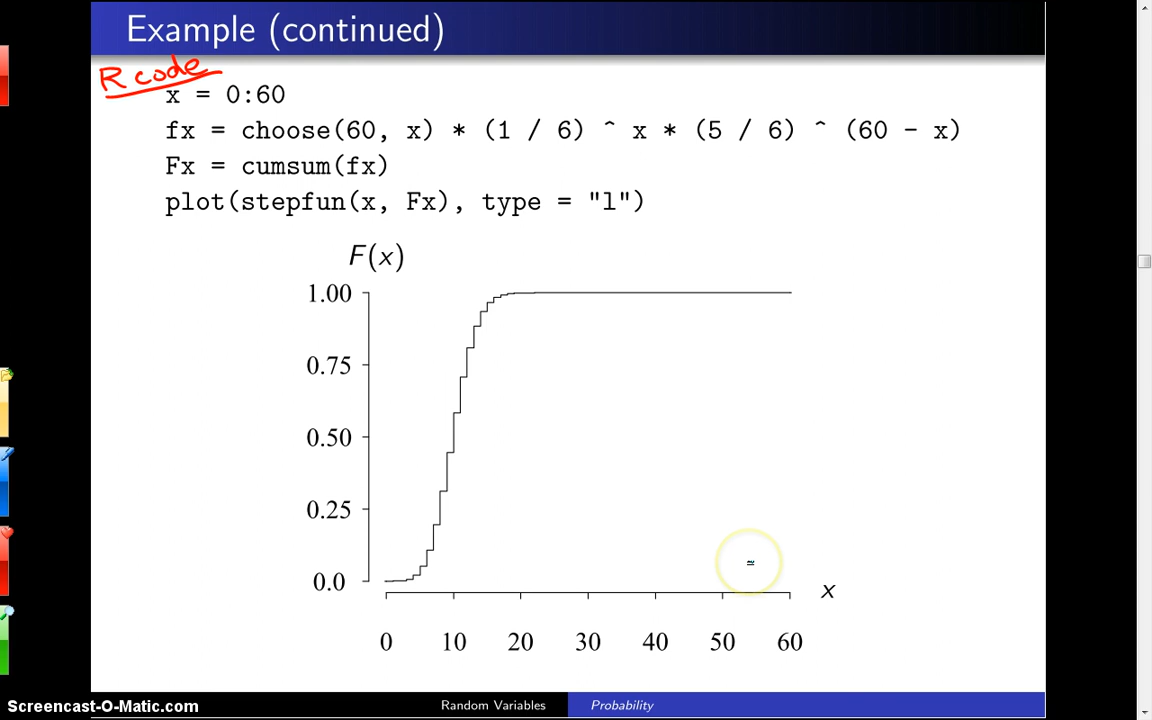 Example (continued)
R code
x = 0:60
fx = choose(60, x) * (1 / 6) ^ x * (5 / 6) ^ (60 - x)
Fx = cumsum(fx)
plot(stepfun(x, Fx), type = "l")
F(x)
1.00
0.75
0.50
0.25
0.0
x
0 10 20 30 40 50 60
Screencast-O-Matic.com
Random Variables Probability